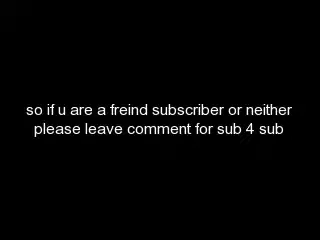 so if u are a freind subscriber or neither
please leave comment for sub 4 sub